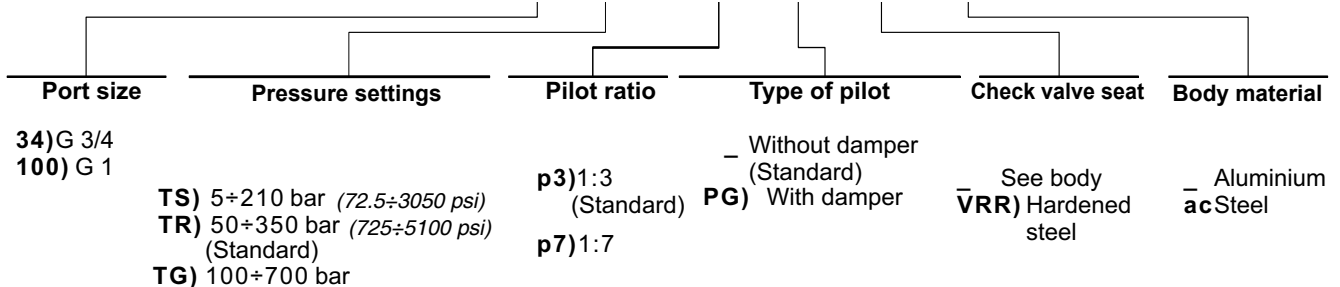 Port size
Pressure settings
Pilot ratio
Type of pilot
Check valve seat
Body material
34)G 3/4
100) G 1
TS) 5÷210 bar (72.5÷3050 psi)
TR) 50÷350 bar (725÷5100 psi)
(Standard)
TG) 100÷700 bar
p3)1:3
(Standard)
p7)1:7
_ Without damper
(Standard)
PG) With damper
_ See body
VRR) Hardened
steel
_ Aluminium
acSteel